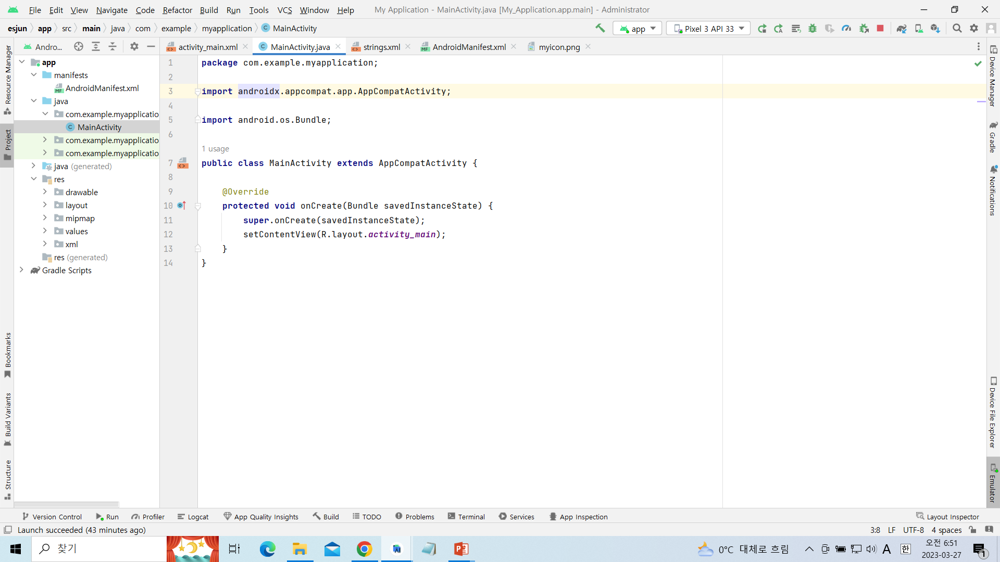 File Edit View Navigate Code Refactor Build Run Tools VCS Window Help My Application - MainActivity.java [My_Application.app.main] - Administrator
esjun app src main java com example myapplication MainActivity app Pixel 3 API 33
Andro... activity_main.xml MainActivity.java strings.xml AndroidManifest.xml myicon.png
Resource Manager
Project
Bookmarks
Build Variants
Structure
app
manifests
AndroidManifest.xml
java
com.example.myapplicatio
MainActivity
com.example.myapplicatio
com.example.myapplicatio
java (generated)
res
drawable
layout
mipmap
values
xml
res (generated)
Gradle Scripts
1 package com.example.myapplication;
2
3 import androidx.appcompat.app.AppCompatActivity;
4
5 import android.os.Bundle;
6
1 usage
7 public class MainActivity extends AppCompatActivity {
8
9 @Override
10 protected void onCreate(Bundle savedInstanceState) {
11 super.onCreate(savedInstanceState);
12 setContentView(R.layout.activity_main);
13 }
14 }
Device Manager
Gradle
Notifications
Device File Explorer
Emulator
Version Control Run Profiler Logcat App Quality Insights Build TODO Problems Terminal Services App Inspection Layout Inspector
Launch succeeded (43 minutes ago) 3:8 LF UTF-8 4 spaces
찾기 0°C 대체로 흐림 A 한 오전 6:51
2023-03-27 1